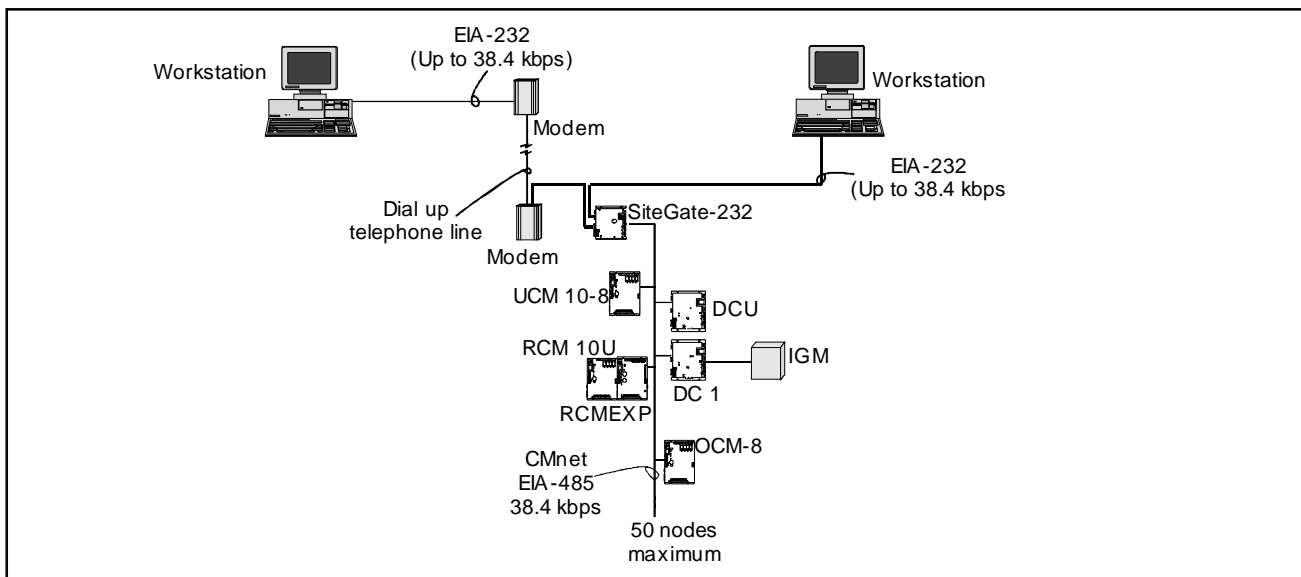 EIA-232
(Up to 38.4 kbps)
Workstation
Workstation
Modem
EIA-232
(Up to 38.4 kbps
Dial up
telephone line
SiteGate-232
Modem
UCM 10-8
DCU
RCM 10U
IGM
DC 1
RCMEXP
OCM-8
CMnet
EIA-485
38.4 kbps
50 nodes
maximum